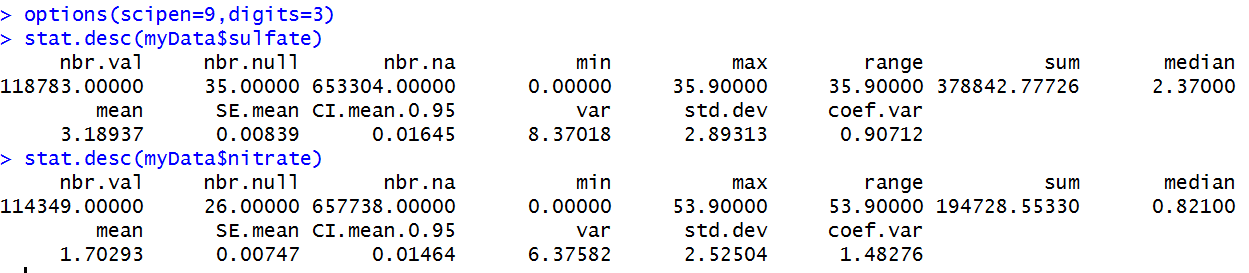 > options(scipen=9,digits=3)
> stat.desc(myData$sulfate)
nbr.val nbr.null nbr.na min max range sum median
118783.00000 35.00000 653304.00000 0.00000 35.90000 35.90000 378842.77726 2.37000
mean SE.mean CI.mean.0.95 var std.dev coef.var
3.18937 0.00839 0.01645 8.37018 2.89313 0.90712
> stat.desc(myData$nitrate)
nbr.val nbr.null nbr.na min max range sum median
114349.00000 26.00000 657738.00000 0.00000 53.90000 53.90000 194728.55330 0.82100
mean SE.mean CI.mean.0.95 var std.dev coef.var
1.70293 0.00747 0.01464 6.37582 2.52504 1.48276